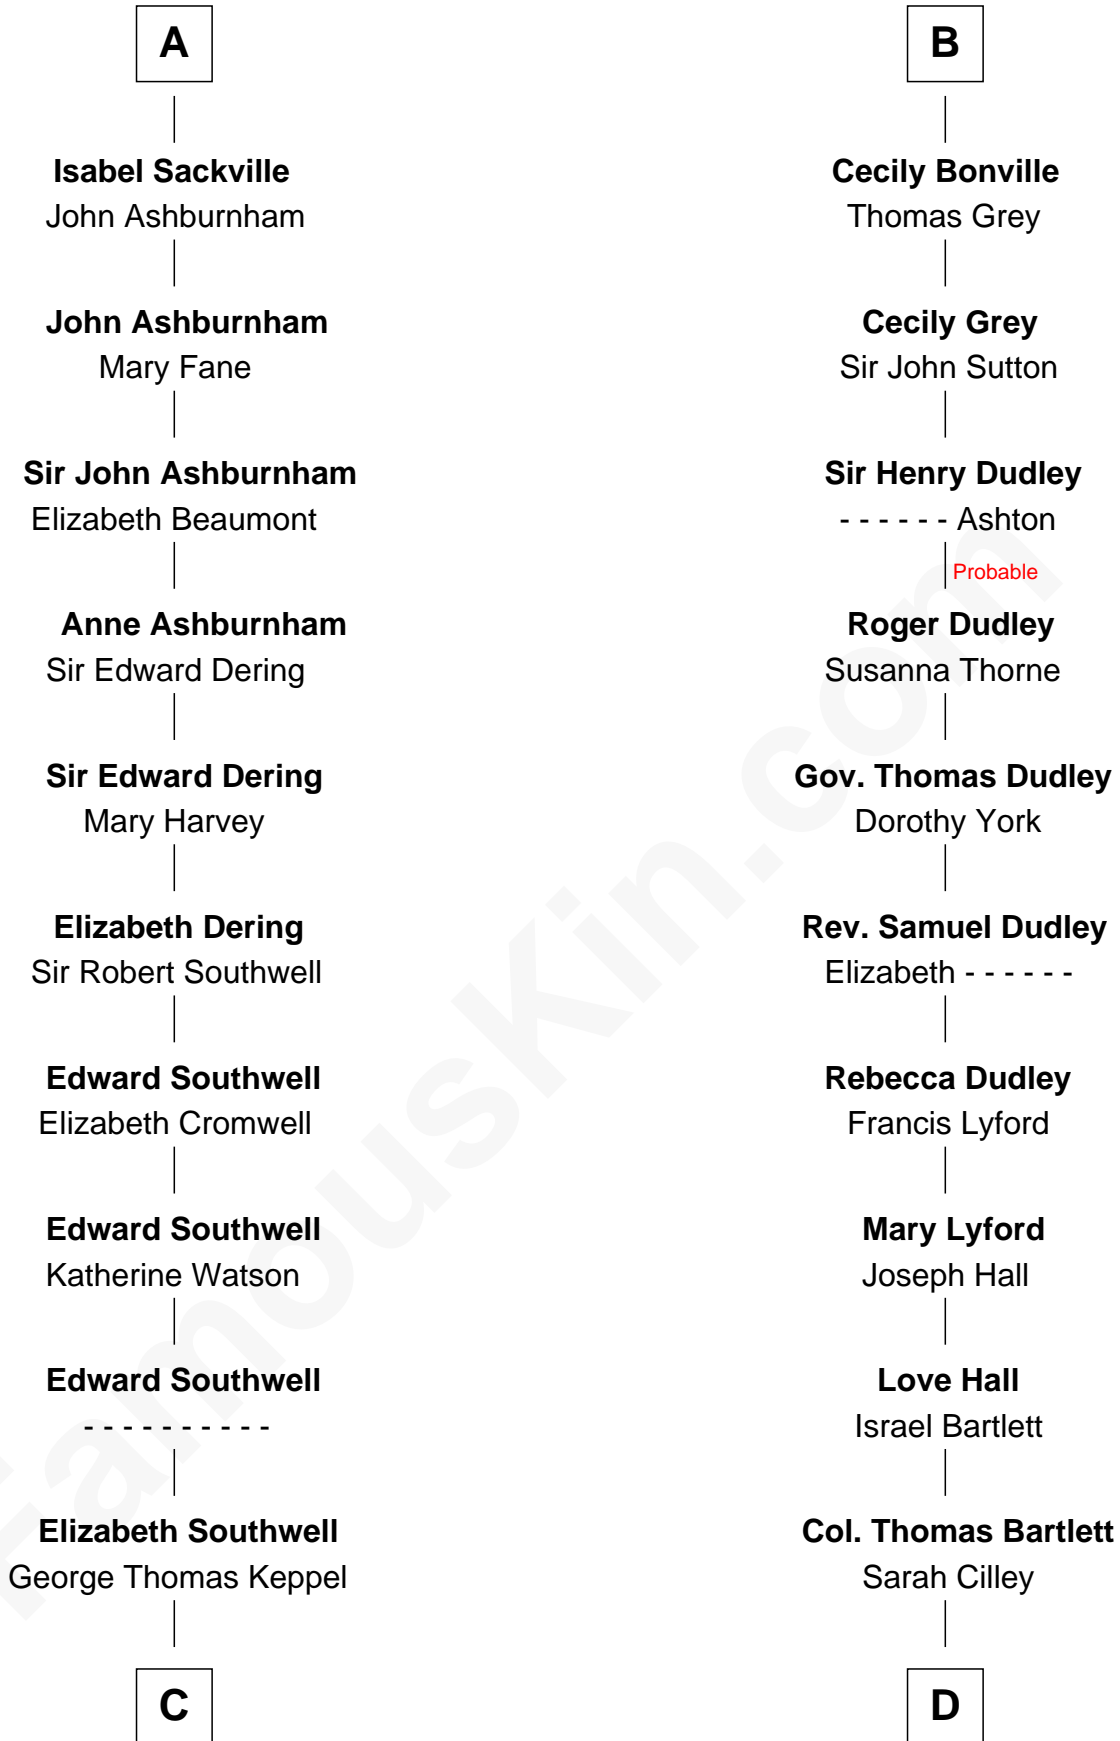 A
Isabel Sackville
John Ashburnham
John Ashburnham
Mary Fane
Sir John Ashburnham
Elizabeth Beaumont
Anne Ashburnham
Sir Edward Dering
Sir Edward Dering
Mary Harvey
Elizabeth Dering
Sir Robert Southwell
Edward Southwell
Elizabeth Cromwell
Edward Southwell
Katherine Watson
Edward Southwell
- - - - - - - - - -
Elizabeth Southwell
George Thomas Keppel
C
B
Cecily Bonville
Thomas Grey
Cecily Grey
Sir John Sutton
Sir Henry Dudley
- - - - - - Ashton
Probable
Roger Dudley
Susanna Thorne
Gov. Thomas Dudley
Dorothy York
Rev. Samuel Dudley
Elizabeth - - - - - -
Rebecca Dudley
Francis Lyford
Mary Lyford
Joseph Hall
Love Hall
Israel Bartlett
Col. Thomas Bartlett
Sarah Cilley
D
FamousKin.com